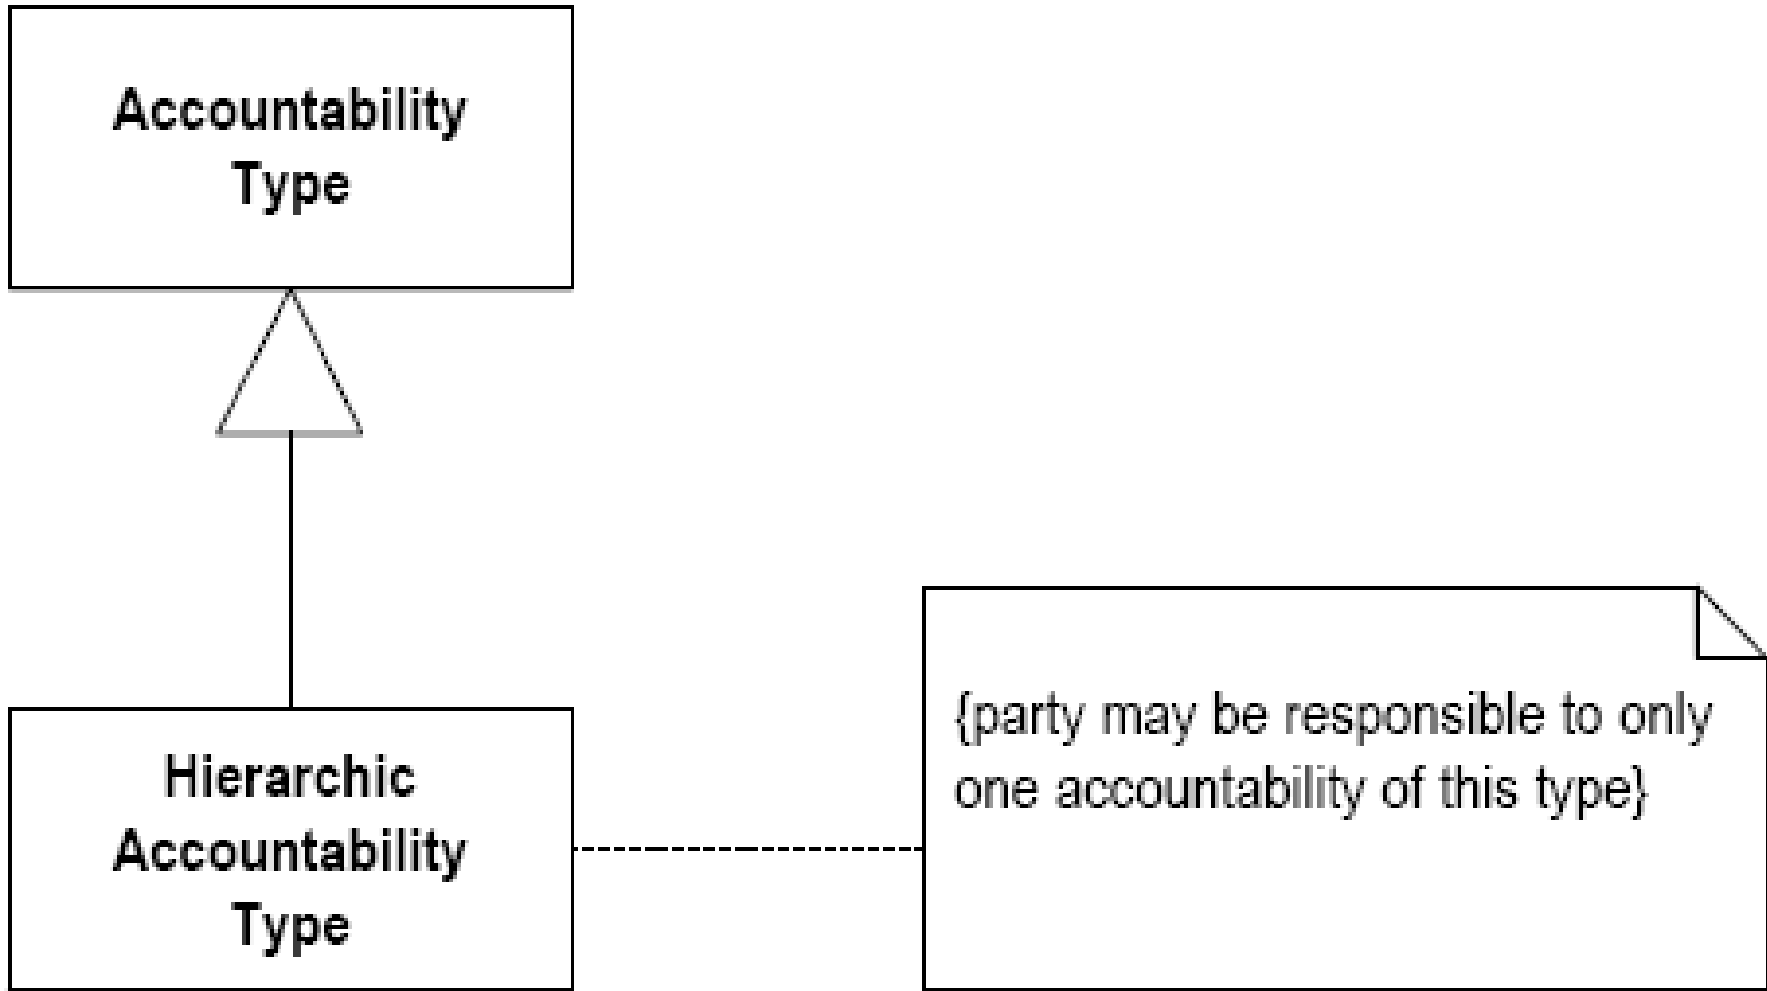 Accountability
Type
Hierarchic
Accountability
Type
{party may be responsible to only
one accountability of this type}